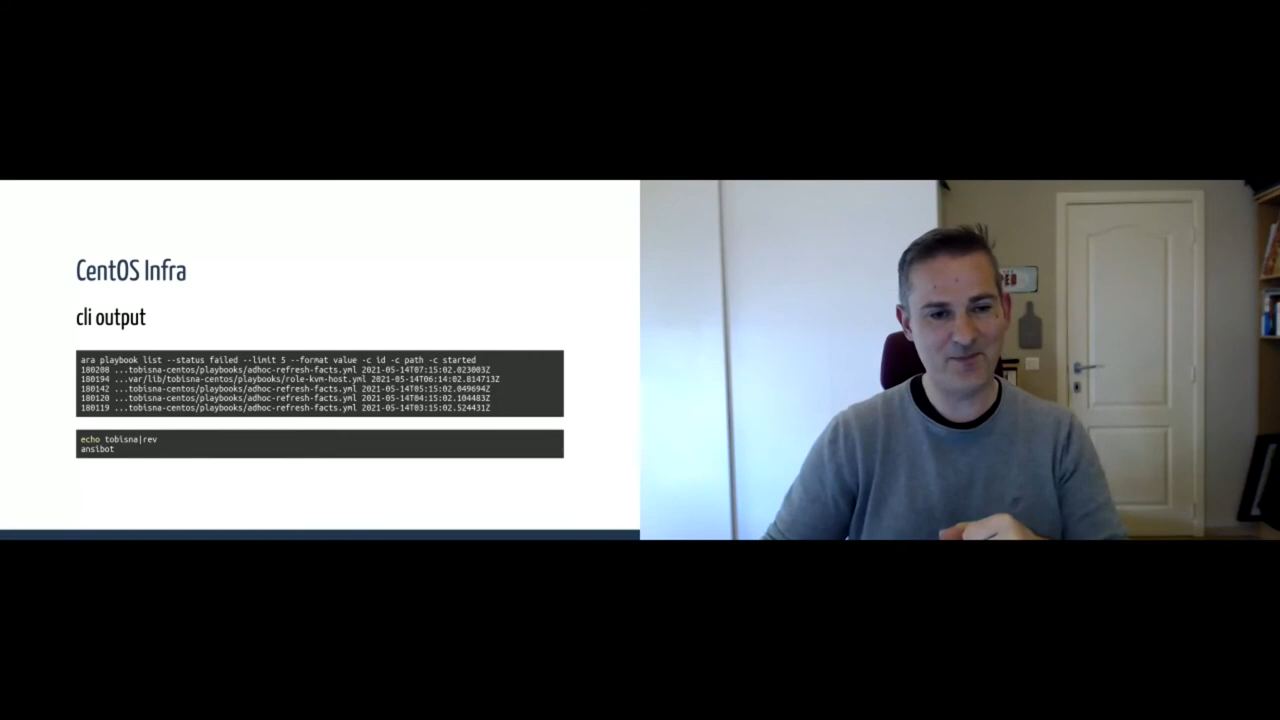 CentOS Infra
cli output
ara playbook list --status failed --limit 5 --format value -c id -c path -c started
180208 ...tobisna-centos/playbooks/adhoc-refresh-facts.yml 2021-05-14T07:15:02.023003Z
180194 ...var/lib/tobisna-centos/playbooks/role-kvm-host.yml 2021-05-14T06:14:02.814713Z
180142 ...tobisna-centos/playbooks/adhoc-refresh-facts.yml 2021-05-14T05:15:02.049694Z
180120 ...tobisna-centos/playbooks/adhoc-refresh-facts.yml 2021-05-14T04:15:02.104483Z
180119 ...tobisna-centos/playbooks/adhoc-refresh-facts.yml 2021-05-14T03:15:02.524431Z
echo tobisna|rev
ansibot